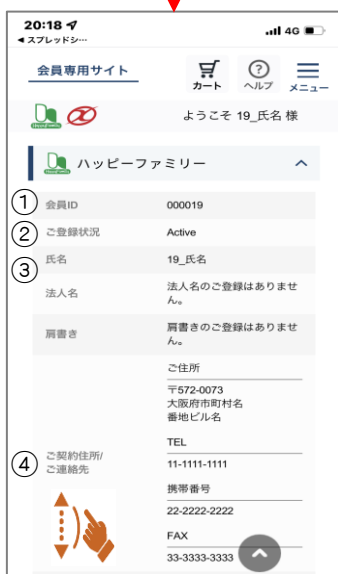 20:18
4G
◀ スプレッドシ…
会員専用サイト
カート
ヘルプ
メニュー
ようこそ 19_氏名 様
ハッピーファミリー
① 会員ID 000019
② ご登録状況 Active
③ 氏名 19_氏名
法人名 法人名のご登録はありませ
ん。
肩書き 肩書きのご登録はありませ
ん。
④ ご契約住所/
ご連絡先
ご住所
〒572-0073
大阪府市町村名
番地ビル名
TEL
11-1111-1111
携帯番号
22-2222-2222
FAX
33-3333-3333